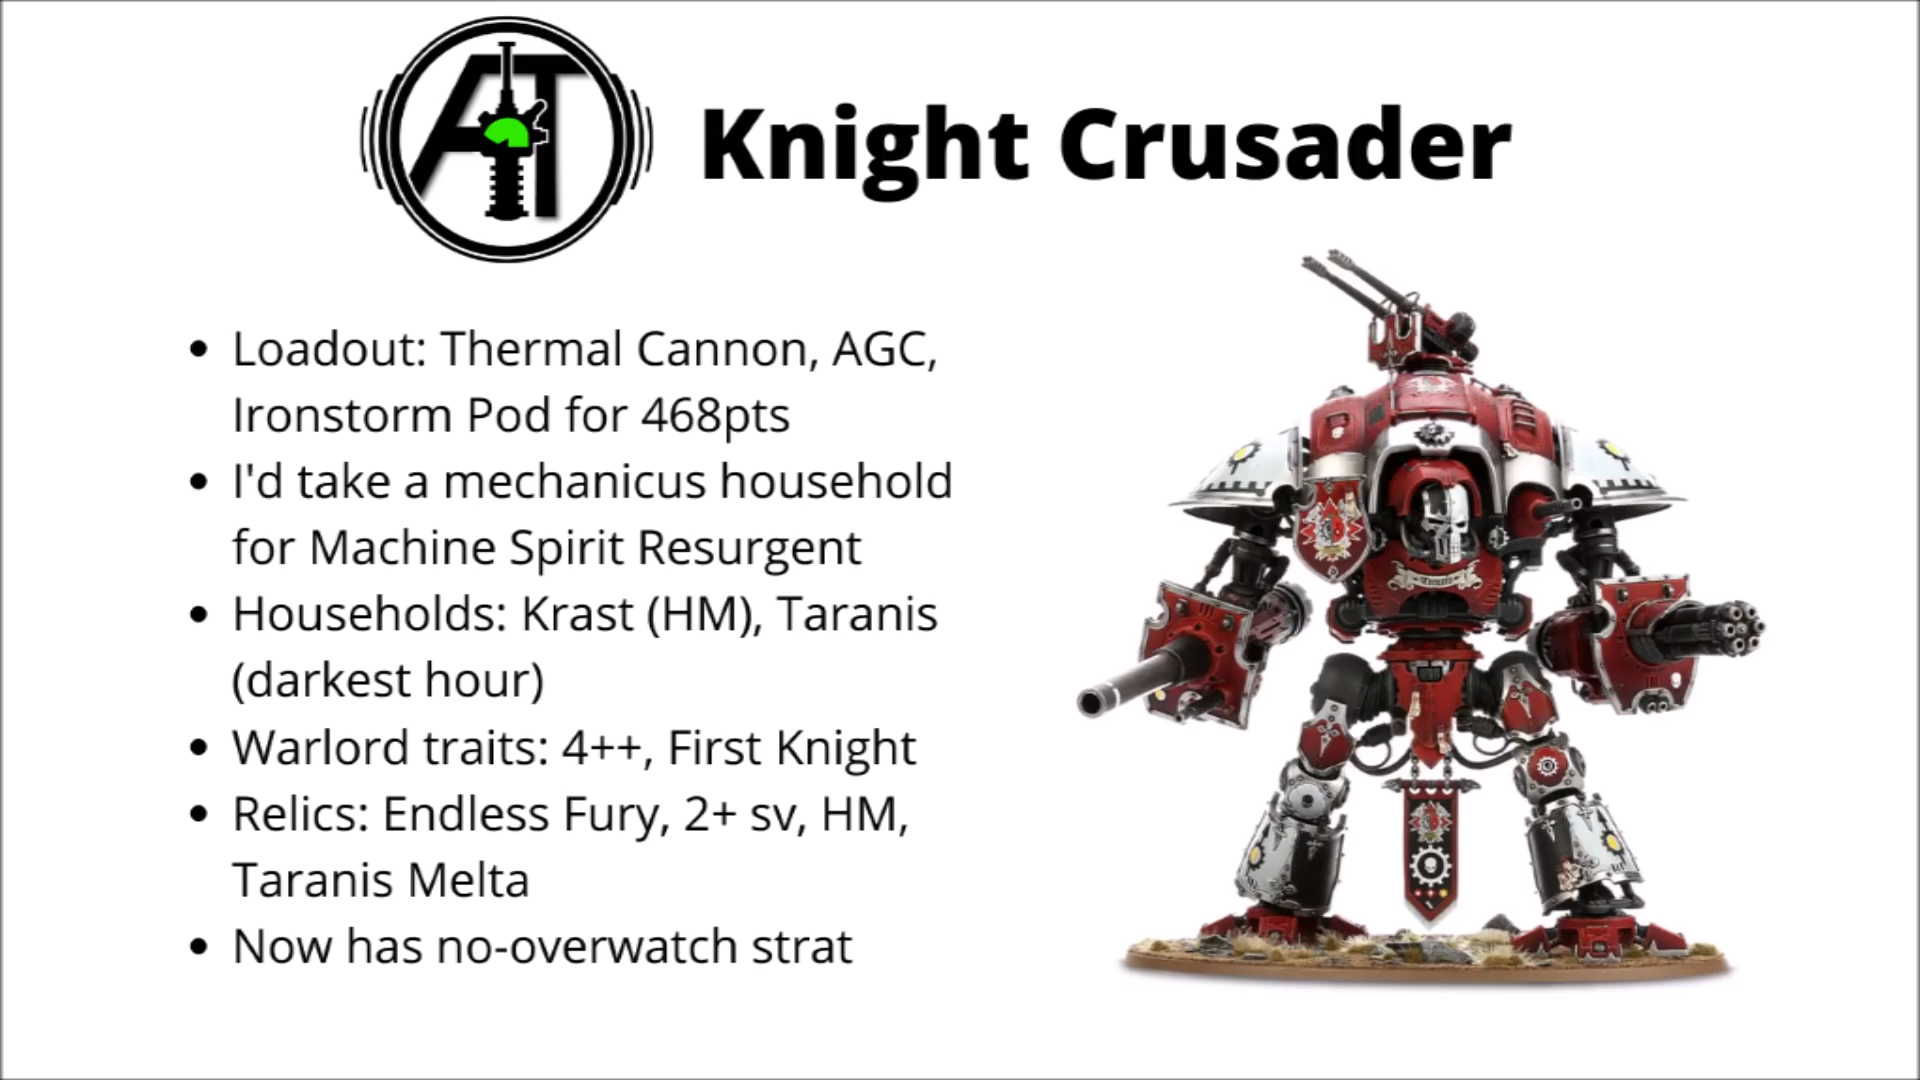 AT
Knight Crusader
• Loadout: Thermal Cannon, AGC,
Ironstorm Pod for 468pts
• I'd take a mechanicus household
for Machine Spirit Resurgent
• Households: Krast (HM), Taranis
(darkest hour)
• Warlord traits: 4++, First Knight
• Relics: Endless Fury, 2+ sv, HM,
Taranis Melta
• Now has no-overwatch strat